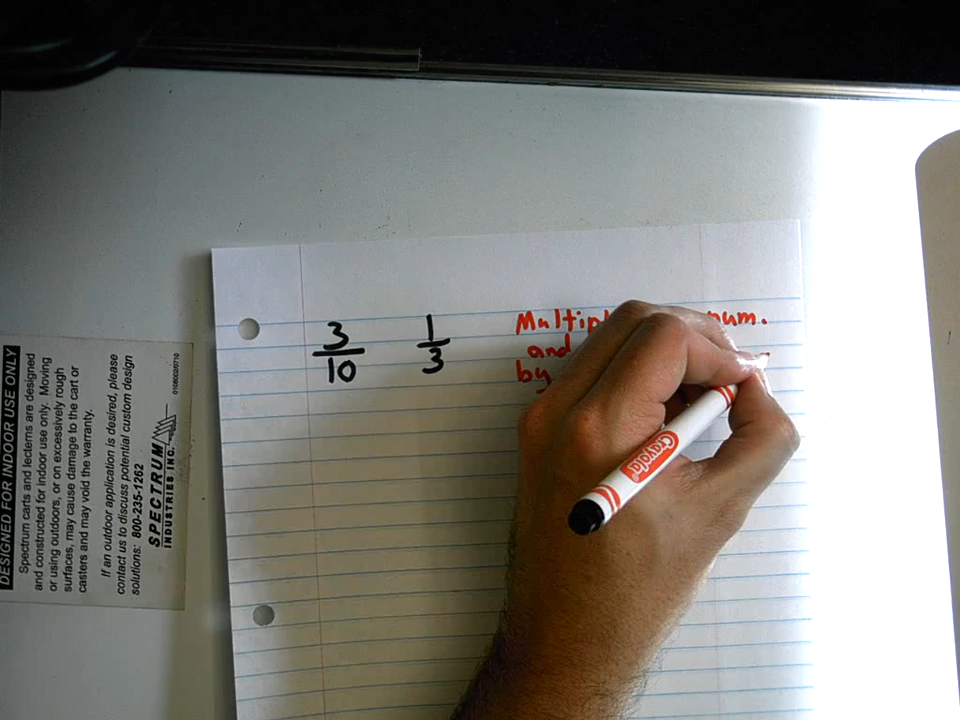 3 1
10 3
num.
and
by
Crayola
DESIGNED FOR INDOOR USE ONLY
Spectrum carts and lecterns are designed
and constructed for indoor use only. Moving
or using outdoors, or on excessively rough
surfaces, may cause damage to the cart or
casters and may void the warranty.
If an outdoor application is desired, please
contact us to discuss potential custom design
solutions: 800-235-1262
SPECTRUM
INDUSTRIES INC.